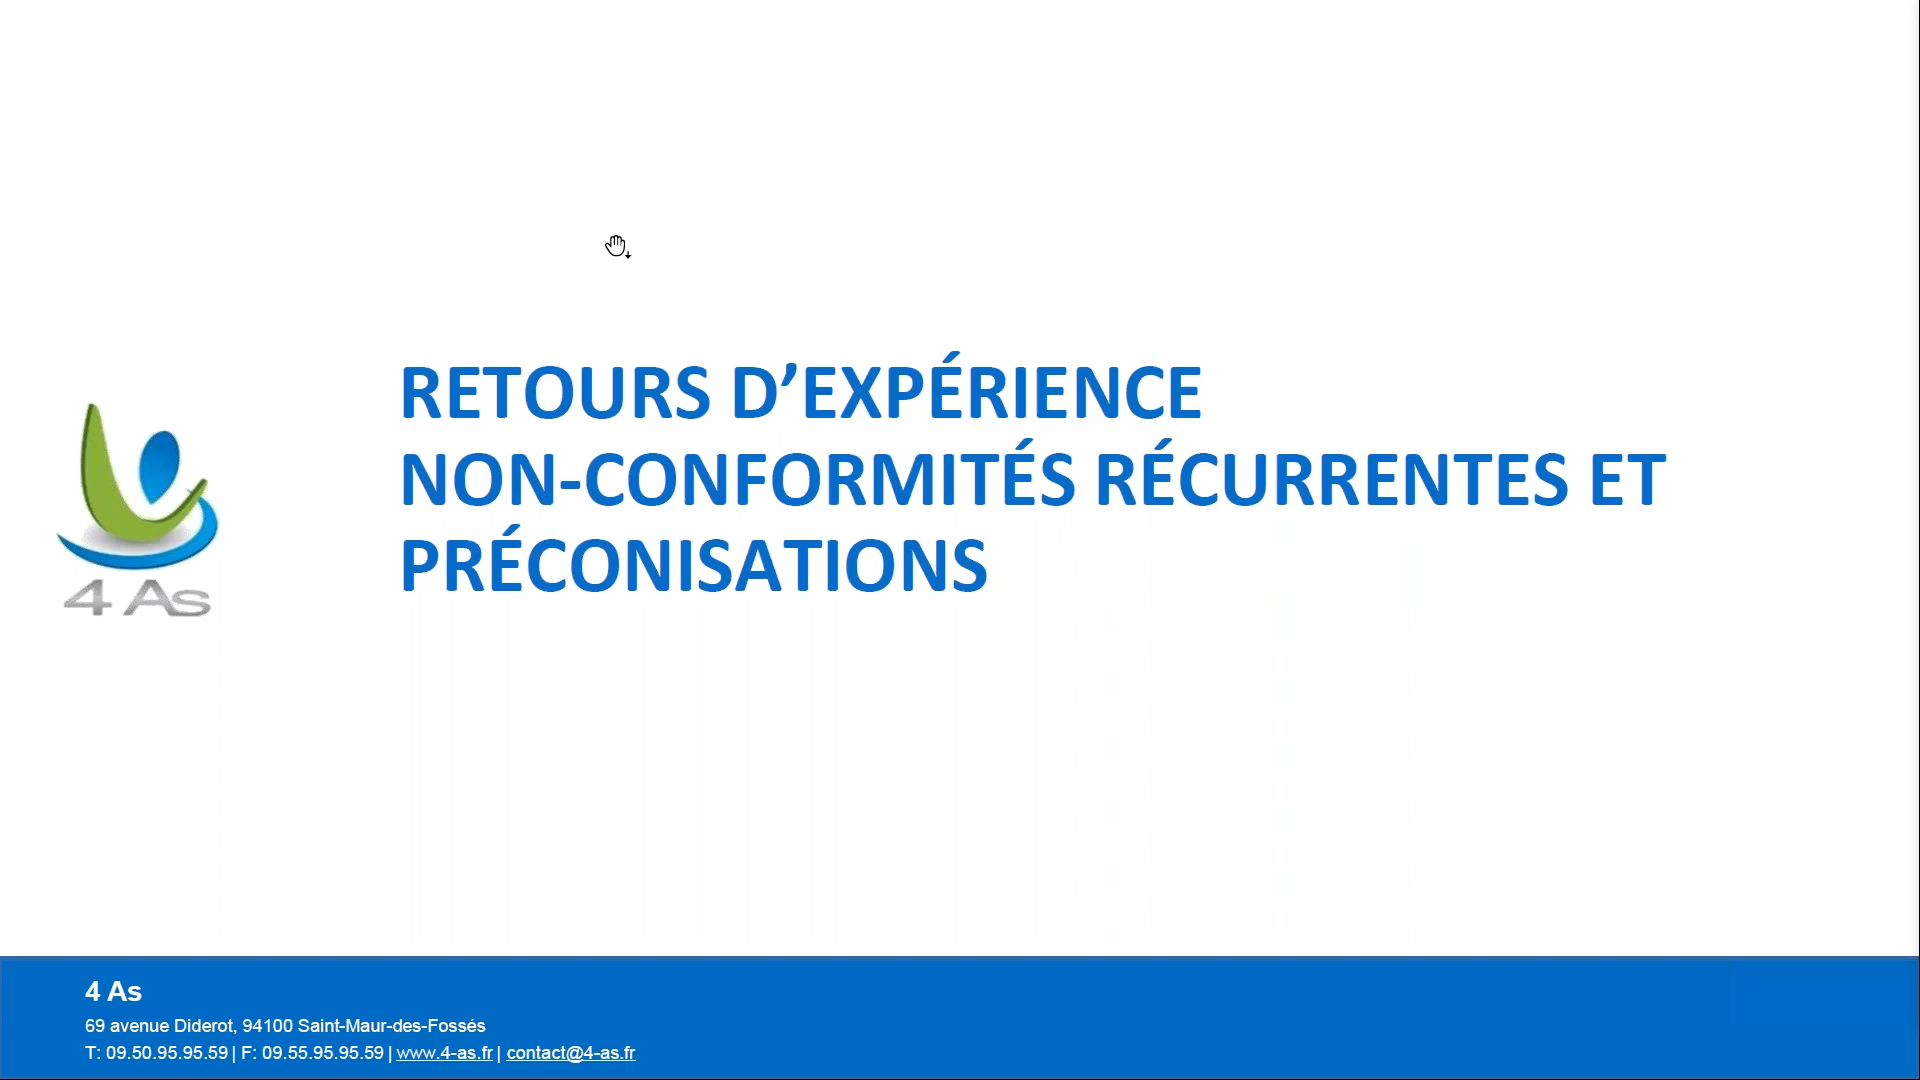 RETOURS D’EXPÉRIENCE
NON-CONFORMITÉS RÉCURRENTES ET
PRÉCONISATIONS
4 As
4 As
69 avenue Diderot, 94100 Saint-Maur-des-Fossés
T: 09.50.95.95.59 | F: 09.55.95.95.59 | www.4-as.fr | contact@4-as.fr